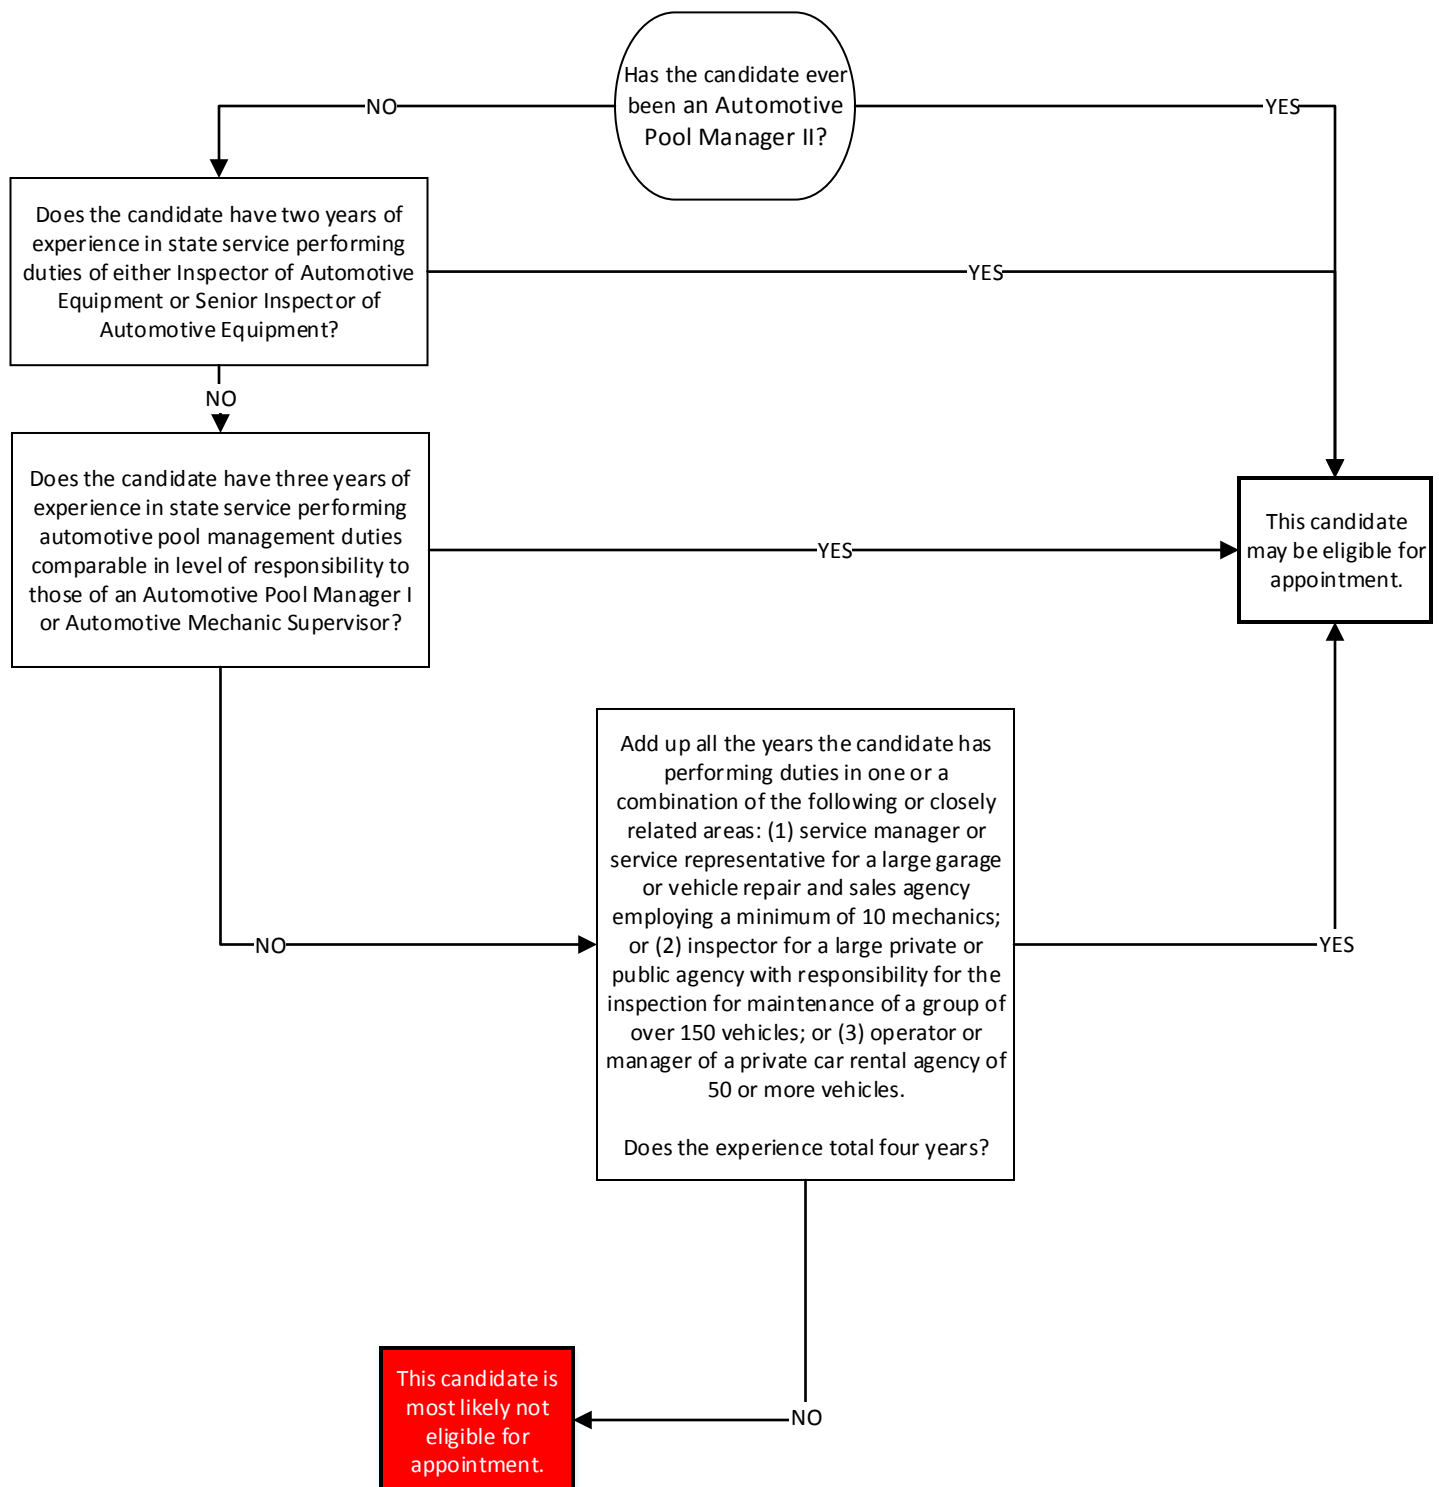 Has the candidate ever
been an Automotive
Pool Manager II?
NO
YES
Does the candidate have two years of
experience in state service performing
duties of either Inspector of Automotive
Equipment or Senior Inspector of
Automotive Equipment?
YES
NO
Does the candidate have three years of
experience in state service performing
automotive pool management duties
comparable in level of responsibility to
those of an Automotive Pool Manager I
or Automotive Mechanic Supervisor?
YES
This candidate
may be eligible for
appointment.
NO
Add up all the years the candidate has
performing duties in one or a
combination of the following or closely
related areas: (1) service manager or
service representative for a large garage
or vehicle repair and sales agency
employing a minimum of 10 mechanics;
or (2) inspector for a large private or
public agency with responsibility for the
inspection for maintenance of a group of
over 150 vehicles; or (3) operator or
manager of a private car rental agency of
50 or more vehicles.
Does the experience total four years?
YES
NO
This candidate is
most likely not
eligible for
appointment.